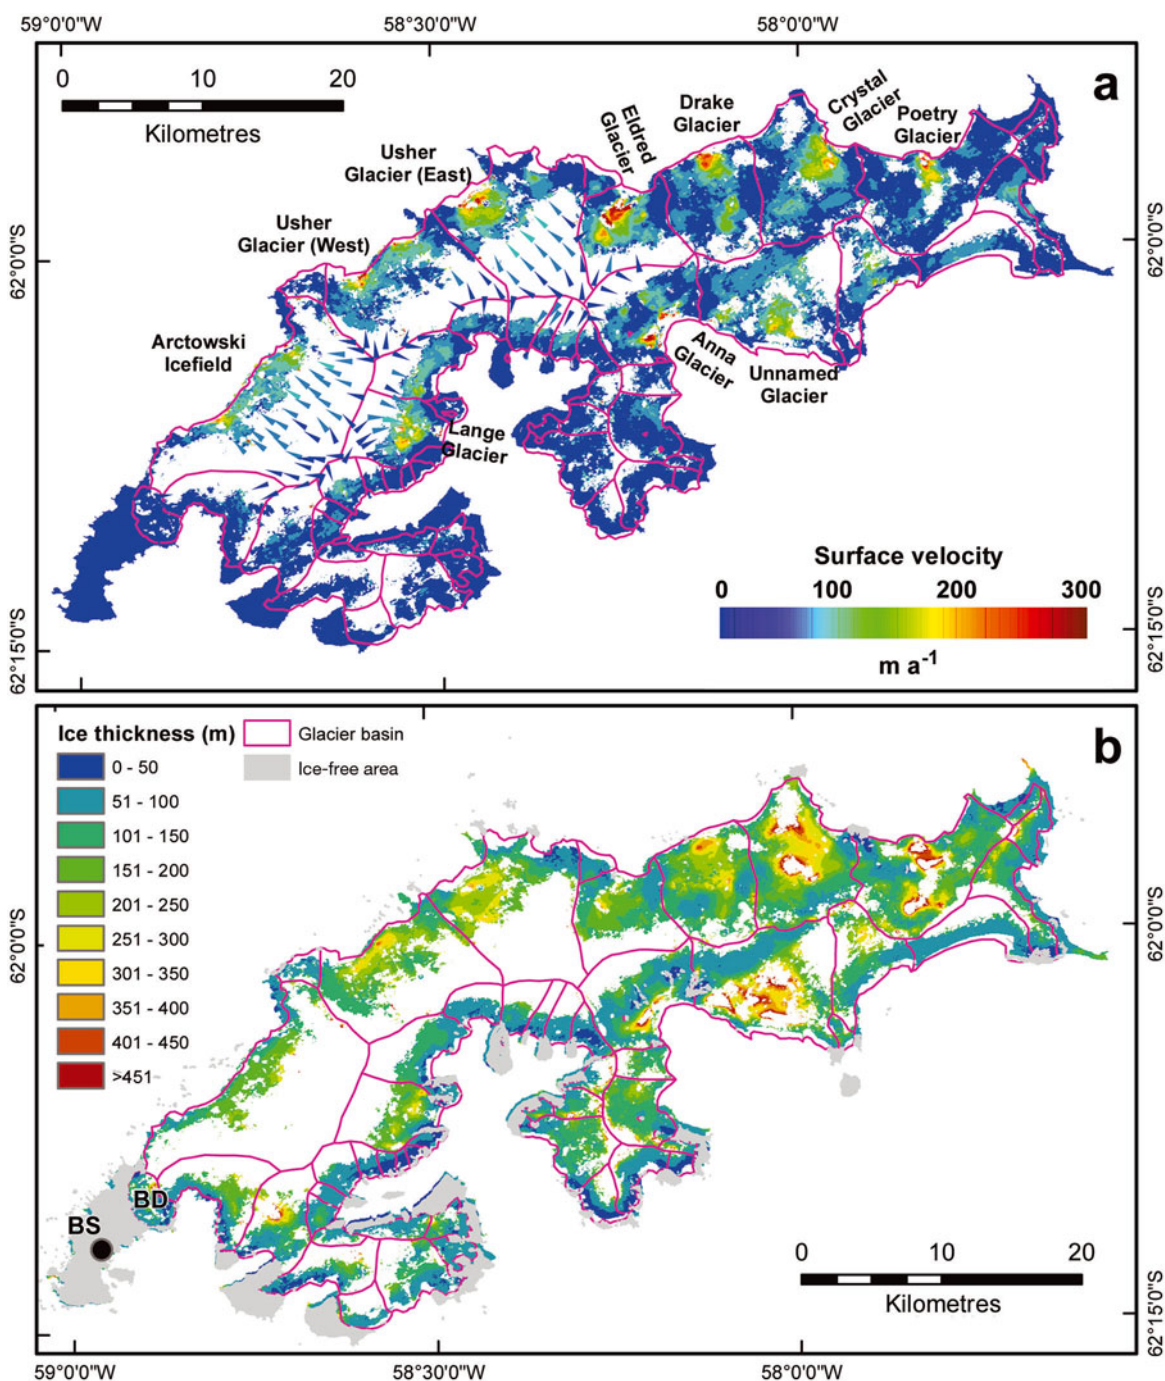 59°0'0"W 58°30'0"W 58°0'0"W
0 10 20
Kilometres
a
Drake
Glacier
Crystal
Glacier
Poetry
Glacier
Eldred
Glacier
Usher
Glacier (East)
Usher
Glacier (West)
Arctowski
Icefield
Lange
Glacier
Anna
Glacier
Unnamed
Glacier
62°0'0"S
62°0'0"S
62°15'0"S
62°15'0"S
Surface velocity
0 100 200 300
m a-1
b
Ice thickness (m)
0 - 50
51 - 100
101 - 150
151 - 200
201 - 250
251 - 300
301 - 350
351 - 400
401 - 450
>451
Glacier basin
Ice-free area
62°0'0"S
62°0'0"S
BD
BS
0 10 20
Kilometres
62°15'0"S
59°0'0"W 58°30'0"W 58°0'0"W